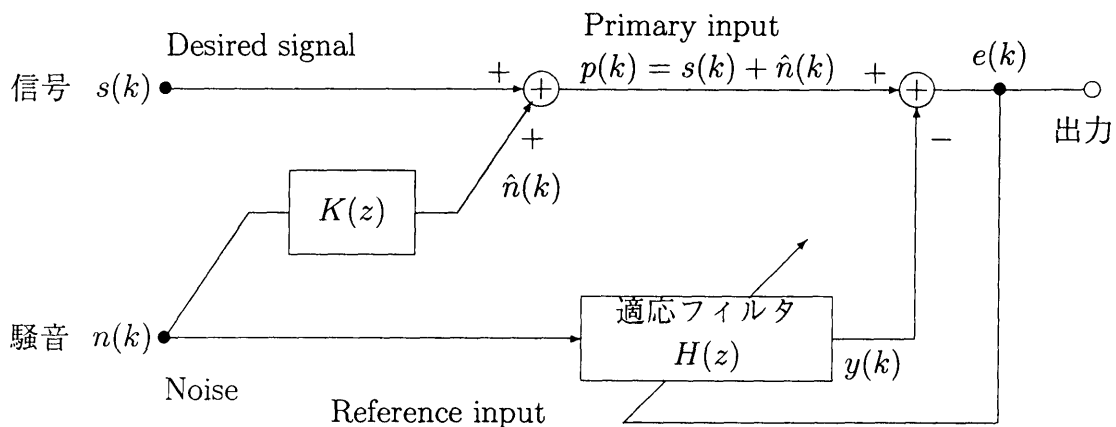 Primary input
Desired signal
信号 s(k)
+
+
p(k) = s(k) + n̂(k)
+
+
e(k)
出力
+
−
n̂(k)
K(z)
騒音 n(k)
適応フィルタ
H(z)
y(k)
Noise
Reference input